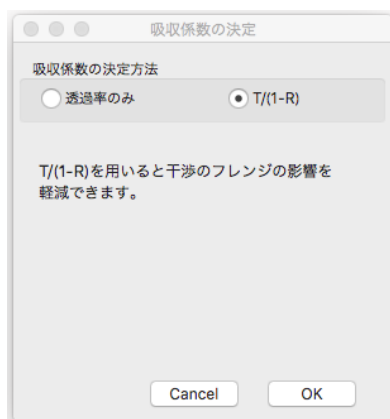 吸収係数の決定
吸収係数の決定方法
透過率のみ T/(1-R)
T/(1-R)を用いると干渉のフレンジの影響を
軽減できます。
Cancel OK